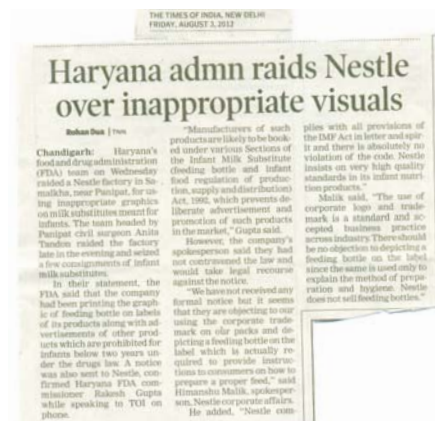 THE TIMES OF INDIA, NEW DELHI
FRIDAY, AUGUST 3, 2012
Haryana admn raids Nestle
over inappropriate visuals
Rohan Dua | TNN
Chandigarh: Haryana's
food and drug administration
(FDA) team on Wednesday
raided a Nestle factory in Sa-
malkha, near Panipat, for us-
ing inappropriate graphics
on milk substitutes meant for
infants. The team headed by
Panipat civil surgeon Anita
Tandon raided the factory
late in the evening and seized
a few consignments of infant
milk substitutes.
In their statement, the
FDA said that the company
had been printing the graph-
ic of feeding bottle on labels
of its products along with ad-
vertisements of other prod-
ucts which are prohibited for
infants below two years un-
der the drugs law. A notice
was also sent to Nestle, con-
firmed Haryana FDA com-
missioner Rakesh Gupta
while speaking to TOI on
phone.
"Manufacturers of such
products are likely to be book-
ed under various Sections of
the Infant Milk Substitute
(feeding bottle and infant
food regulation of produc-
tion, supply and distribution)
Act, 1992, which prevents de-
liberate advertisement and
promotion of such products
in the market," Gupta said.
However, the company's
spokesperson said they had
not contravened the law and
would take legal recourse
against the notice.
"We have not received any
formal notice but it seems
that they are objecting to our
using the corporate trade-
mark on our packs and de-
picting a feeding bottle on the
label which is actually re-
quired to provide instruc-
tions to consumers on how to
prepare a proper feed," said
Himanshu Malik, spokesper-
son, Nestle corporate affairs.
He added, "Nestle com-
plies with all provisions of
the IMF Act in letter and spir-
it and there is absolutely no
violation of the code. Nestle
insists on very high quality
standards in its infant nutri-
tion products."
Malik said, "The use of
corporate logo and trade-
mark is a standard and ac-
cepted business practice
across industry. There should
be no objection to depicting a
feeding bottle on the label
since the same is used only to
explain the method of prepa-
ration and hygiene. Nestle
does not sell feeding bottles."